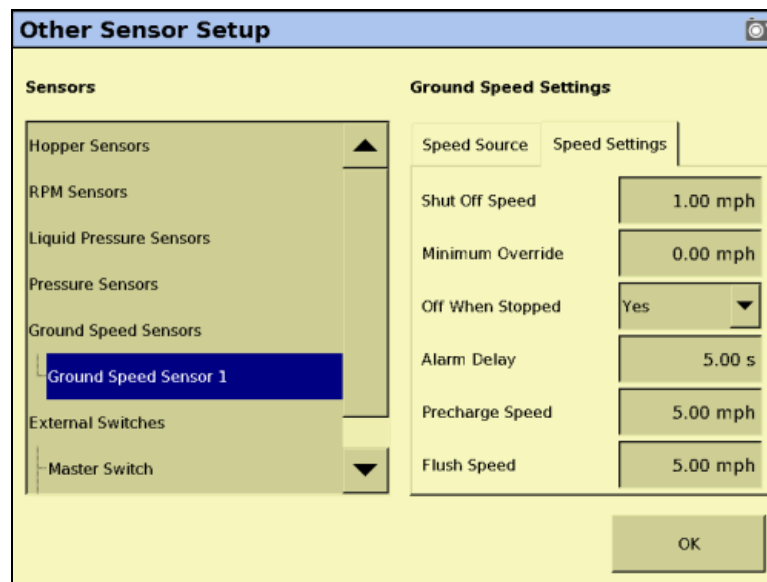 Other Sensor Setup
Sensors
Hopper Sensors
RPM Sensors
Liquid Pressure Sensors
Pressure Sensors
Ground Speed Sensors
Ground Speed Sensor 1
External Switches
Master Switch
Ground Speed Settings
Speed Source Speed Settings
Shut Off Speed 1.00 mph
Minimum Override 0.00 mph
Off When Stopped Yes
Alarm Delay 5.00 s
Precharge Speed 5.00 mph
Flush Speed 5.00 mph
OK